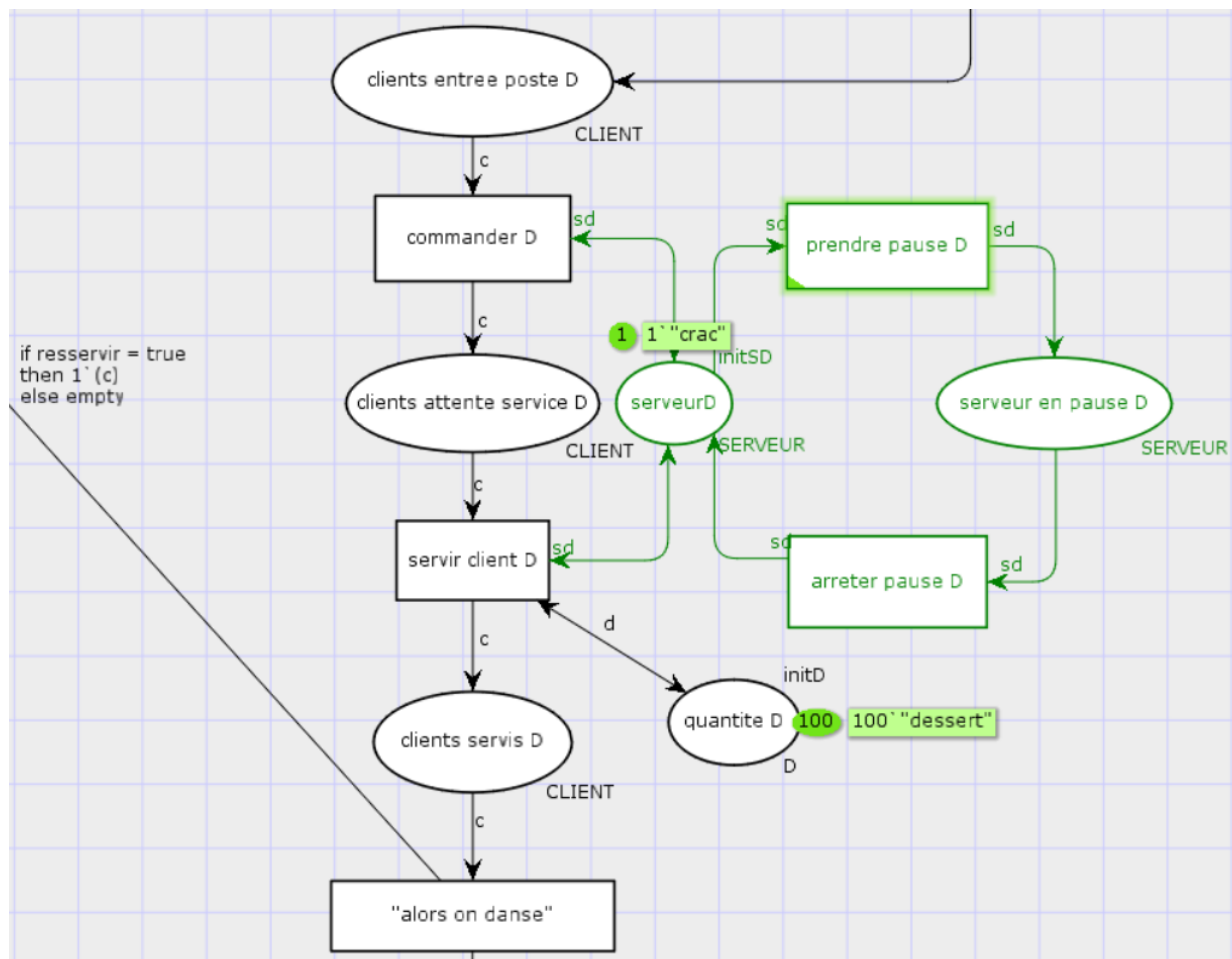 clients entree poste D
CLIENT
c
commander D
sd
sd
prendre pause D
sd
c
1 1`"crac"
initSD
if resservir = true
then 1`(c)
else empty
clients attente service D
CLIENT
serveurD
SERVEUR
serveur en pause D
SERVEUR
c
servir client D
sd
sd
arreter pause D
sd
c
d
initD
quantite D
100 100`"dessert"
D
clients servis D
CLIENT
c
"alors on danse"